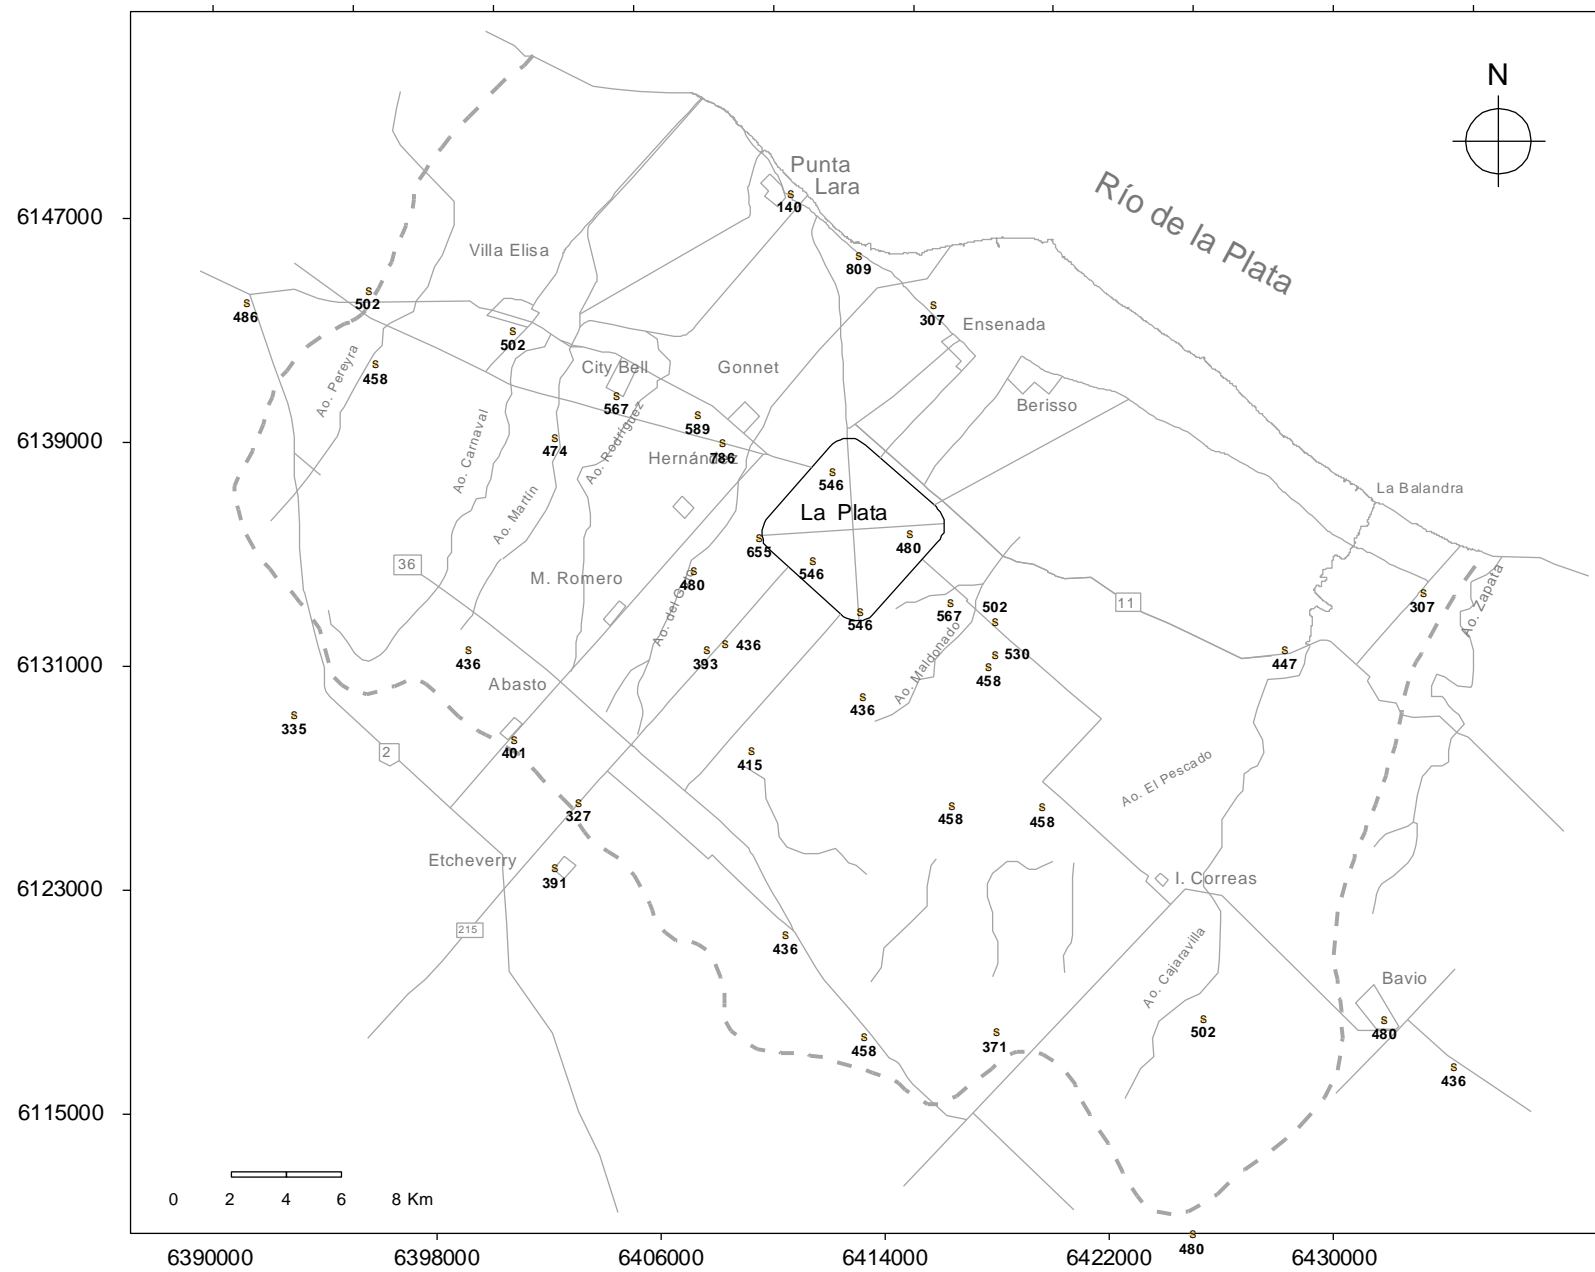 N
Punta
Lara
Río de la Plata
6147000
s
140
Villa Elisa
s
809
s
502
s
486
s
307
Ensenada
s
502
Ao. Pereyra
s
458
City Bell
Gonnet
s
567
Berisso
s
589
6139000
s
474
s
786
Ao. Carnaval
Ao. Rodríguez
Hernández
s
546
La Balandra
Ao. Martín
La Plata
s
655
s
480
s
546
36
M. Romero
s
480
Ao. del Gato
s
546
s
567
502
s
11
s
307
Ao. Zapata
6131000
s
436
s
393
s
436
Ao. Maldonado
s
530
s
458
s
447
Abasto
s
436
s
335
2
s
401
s
415
Ao. El Pescado
s
327
s
458
s
458
Etcheverry
s
391
6123000
I. Correas
215
s
436
Ao. Cajaravilla
Bavio
s
458
s
371
s
502
s
480
s
436
6115000
0 2 4 6 8 Km
s
480
6390000 6398000 6406000 6414000 6422000 6430000